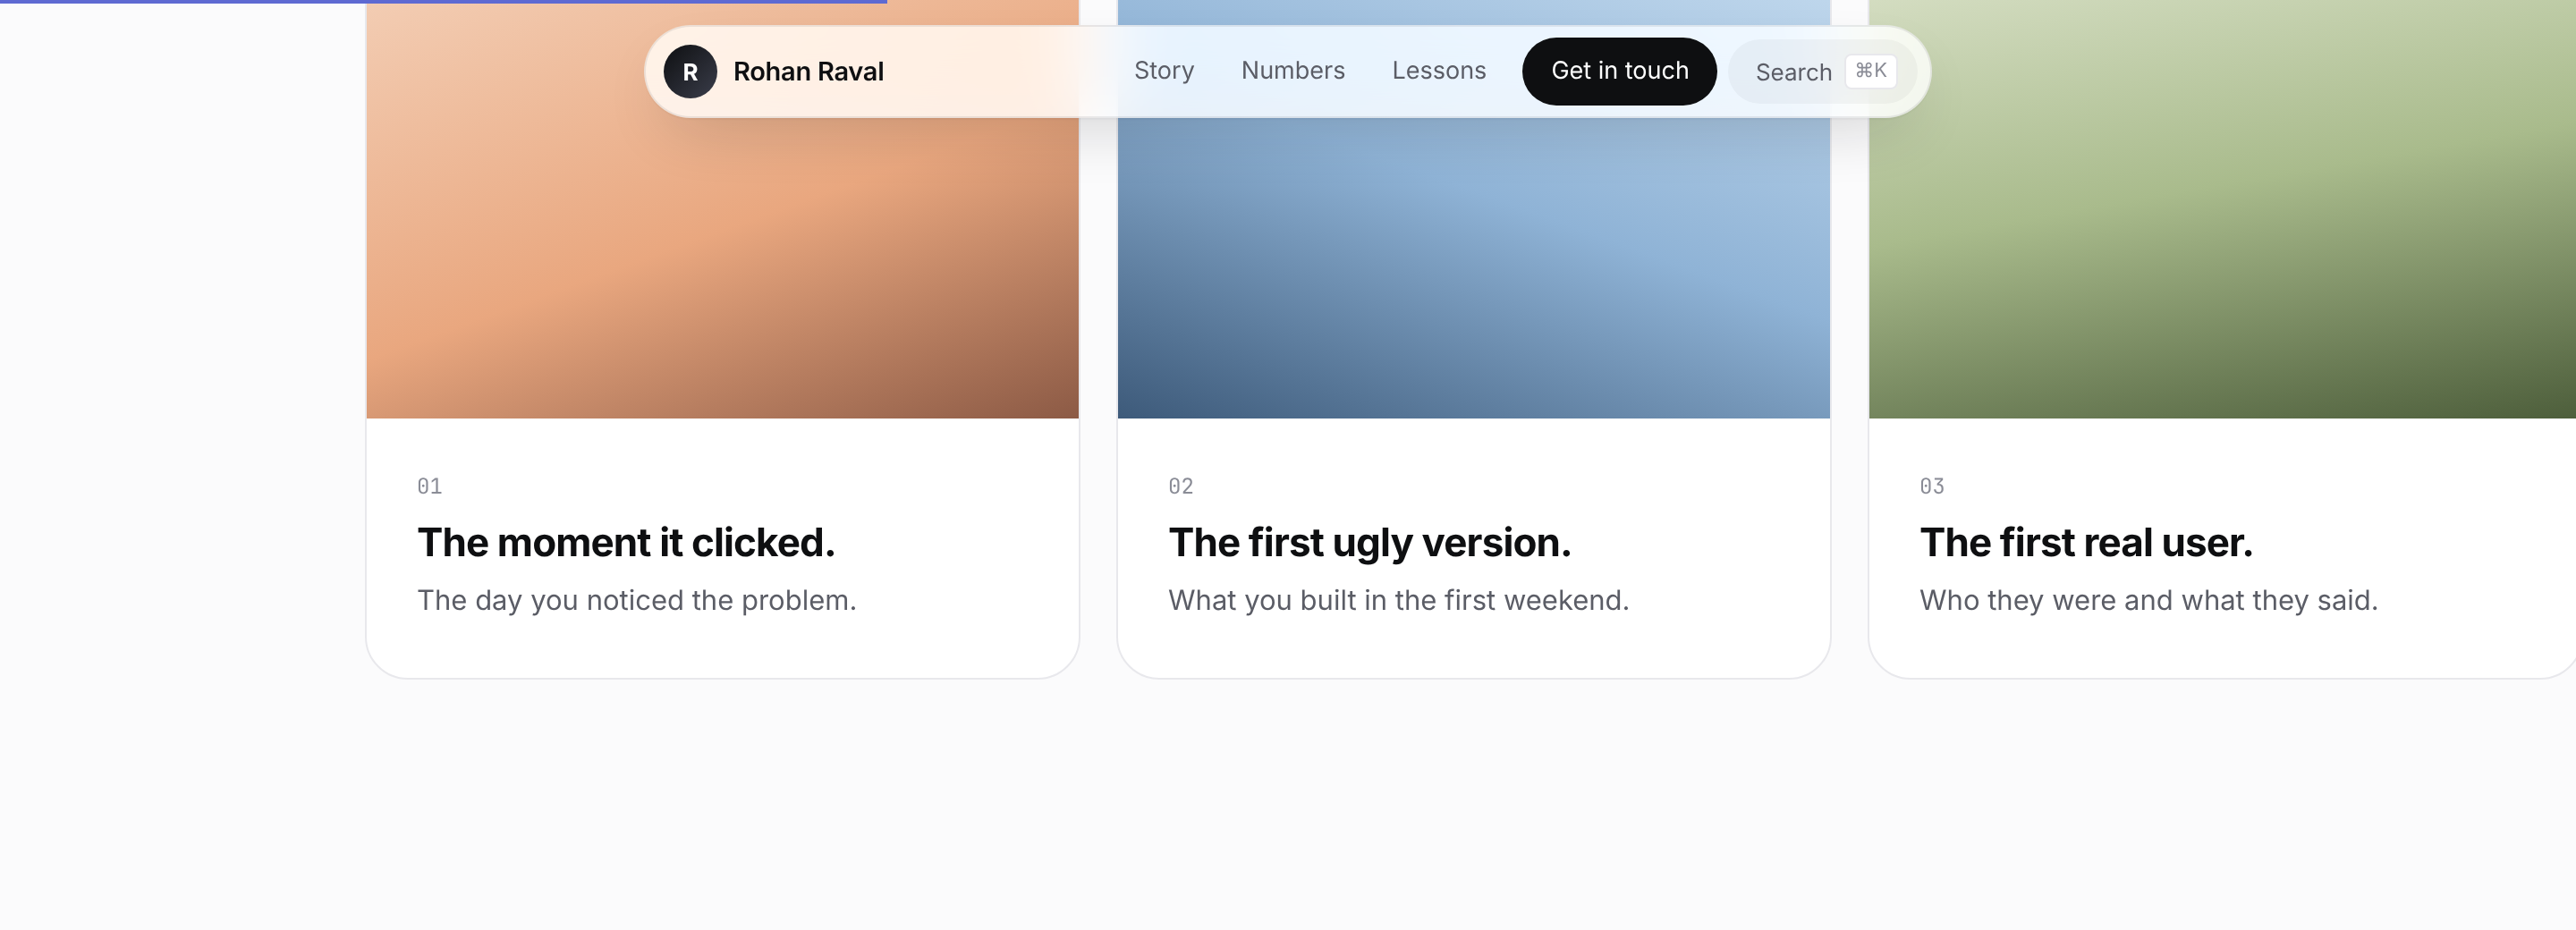 R Rohan Raval Story Numbers Lessons Get in touch Search ⌘K
01
The moment it clicked.
The day you noticed the problem.
02
The first ugly version.
What you built in the first weekend.
03
The first real user.
Who they were and what they said.